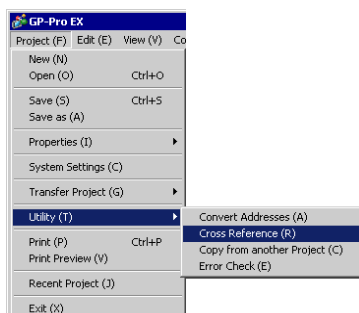 GP-Pro EX
Project (F) Edit (E) View (V) Co
New (N)
Open (O) Ctrl+O
Save (S) Ctrl+S
Save as (A)
Properties (I)
System Settings (C)
Transfer Project (G)
Utility (T)
Convert Addresses (A)
Cross Reference (R)
Copy from another Project (C)
Error Check (E)
Print (P) Ctrl+P
Print Preview (V)
Recent Project (J)
Exit (X)